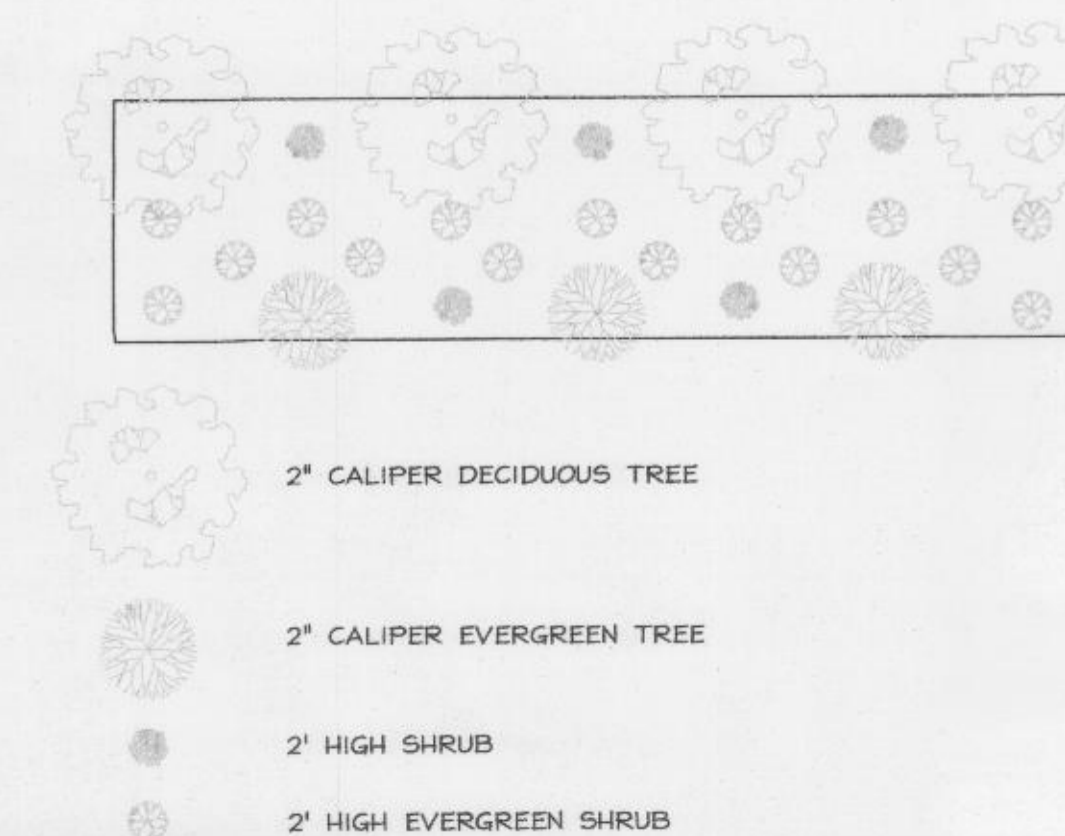 2" CALIPER DECIDUOUS TREE
2" CALIPER EVERGREEN TREE
2' HIGH SHRUB
2' HIGH EVERGREEN SHRUB